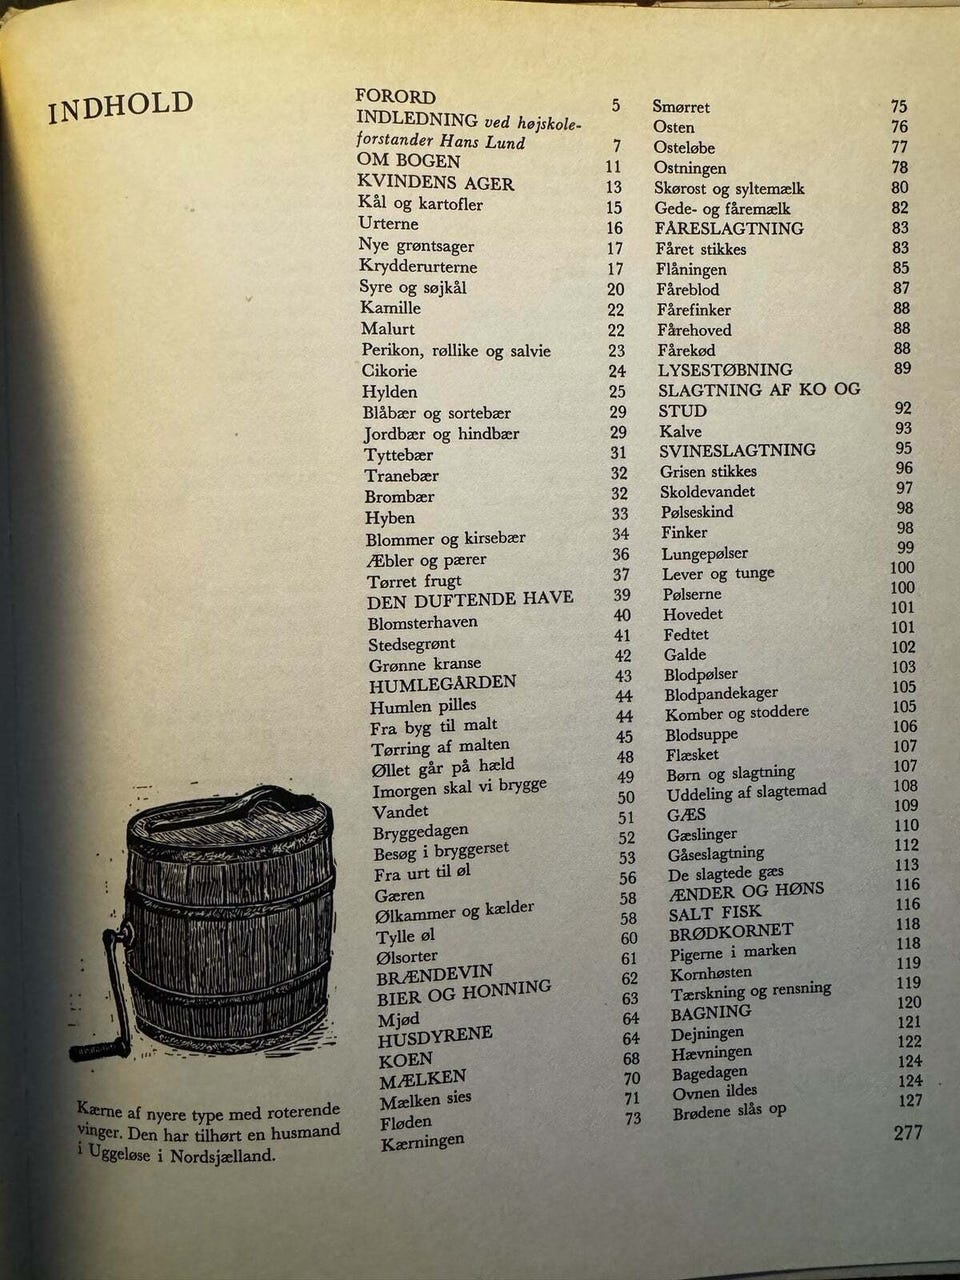 INDHOLD
FORORD 5
INDLEDNING ved højskole-
forstander Hans Lund 7
OM BOGEN 11
KVINDENS AGER 13
Kål og kartofler 15
Urterne 16
Nye grøntsager 17
Krydderurterne 17
Syre og søjkål 20
Kamille 22
Malurt 22
Perikon, røllike og salvie 23
Cikorie 24
Hylden 25
Blåbær og sortebær 29
Jordbær og hindbær 29
Tyttebær 31
Tranebær 32
Brombær 32
Hyben 33
Blommer og kirsebær 34
Æbler og pærer 36
Tørret frugt 37
DEN DUFTENDE HAVE 39
Blomsterhaven 40
Stedsegrønt 41
Grønne kranse 42
HUMLEGÅRDEN 43
Humlen pilles 44
Fra byg til malt 44
Tørring af malten 45
Øllet går på hæld 48
Imorgen skal vi brygge 49
Vandet 50
Bryggedagen 51
Besøg i bryggerset 52
Fra urt til øl 53
Gæren 56
Ølkammer og kælder 58
Tylle øl 58
Ølsorter 60
BRÆNDEVIN 61
BIER OG HONNING 62
Mjød 63
HUSDYRENE 64
KOEN 64
MÆLKEN 68
Mælken sies 70
Fløden 71
Kærningen 73
Smørret 75
Osten 76
Osteløbe 77
Ostningen 78
Skørost og syltemælk 80
Gede- og fåremælk 82
FÅRESLAGTNING 83
Fåret stikkes 83
Flåningen 85
Fåreblod 87
Fårefinker 88
Fårehoved 88
Fårekød 88
LYSESTØBNING 89
SLAGTNING AF KO OG
STUD 92
Kalve 93
SVINESLAGTNING 95
Grisen stikkes 96
Skoldevandet 97
Pølseskind 98
Finker 98
Lungepølser 99
Lever og tunge 100
Pølserne 100
Hovedet 101
Fedtet 101
Galde 102
Blodpølser 103
Blodpandekager 105
Komber og stoddere 105
Blodsuppe 106
Flæsket 107
Børn og slagtning 107
Uddeling af slagtemad 108
GÆS 109
Gæslinger 110
Gåseslagtning 112
De slagtede gæs 113
ÆNDER OG HØNS 116
SALT FISK 116
BRØDKORNET 118
Pigerne i marken 118
Kornhøsten 119
Tærskning og rensning 119
BAGNING 120
Dejningen 121
Hævningen 122
Bagedagen 124
Ovnen ildes 124
Brødene slås op 127
277
Kærne af nyere type med roterende
vinger. Den har tilhørt en husmand
i Uggeløse i Nordsjælland.